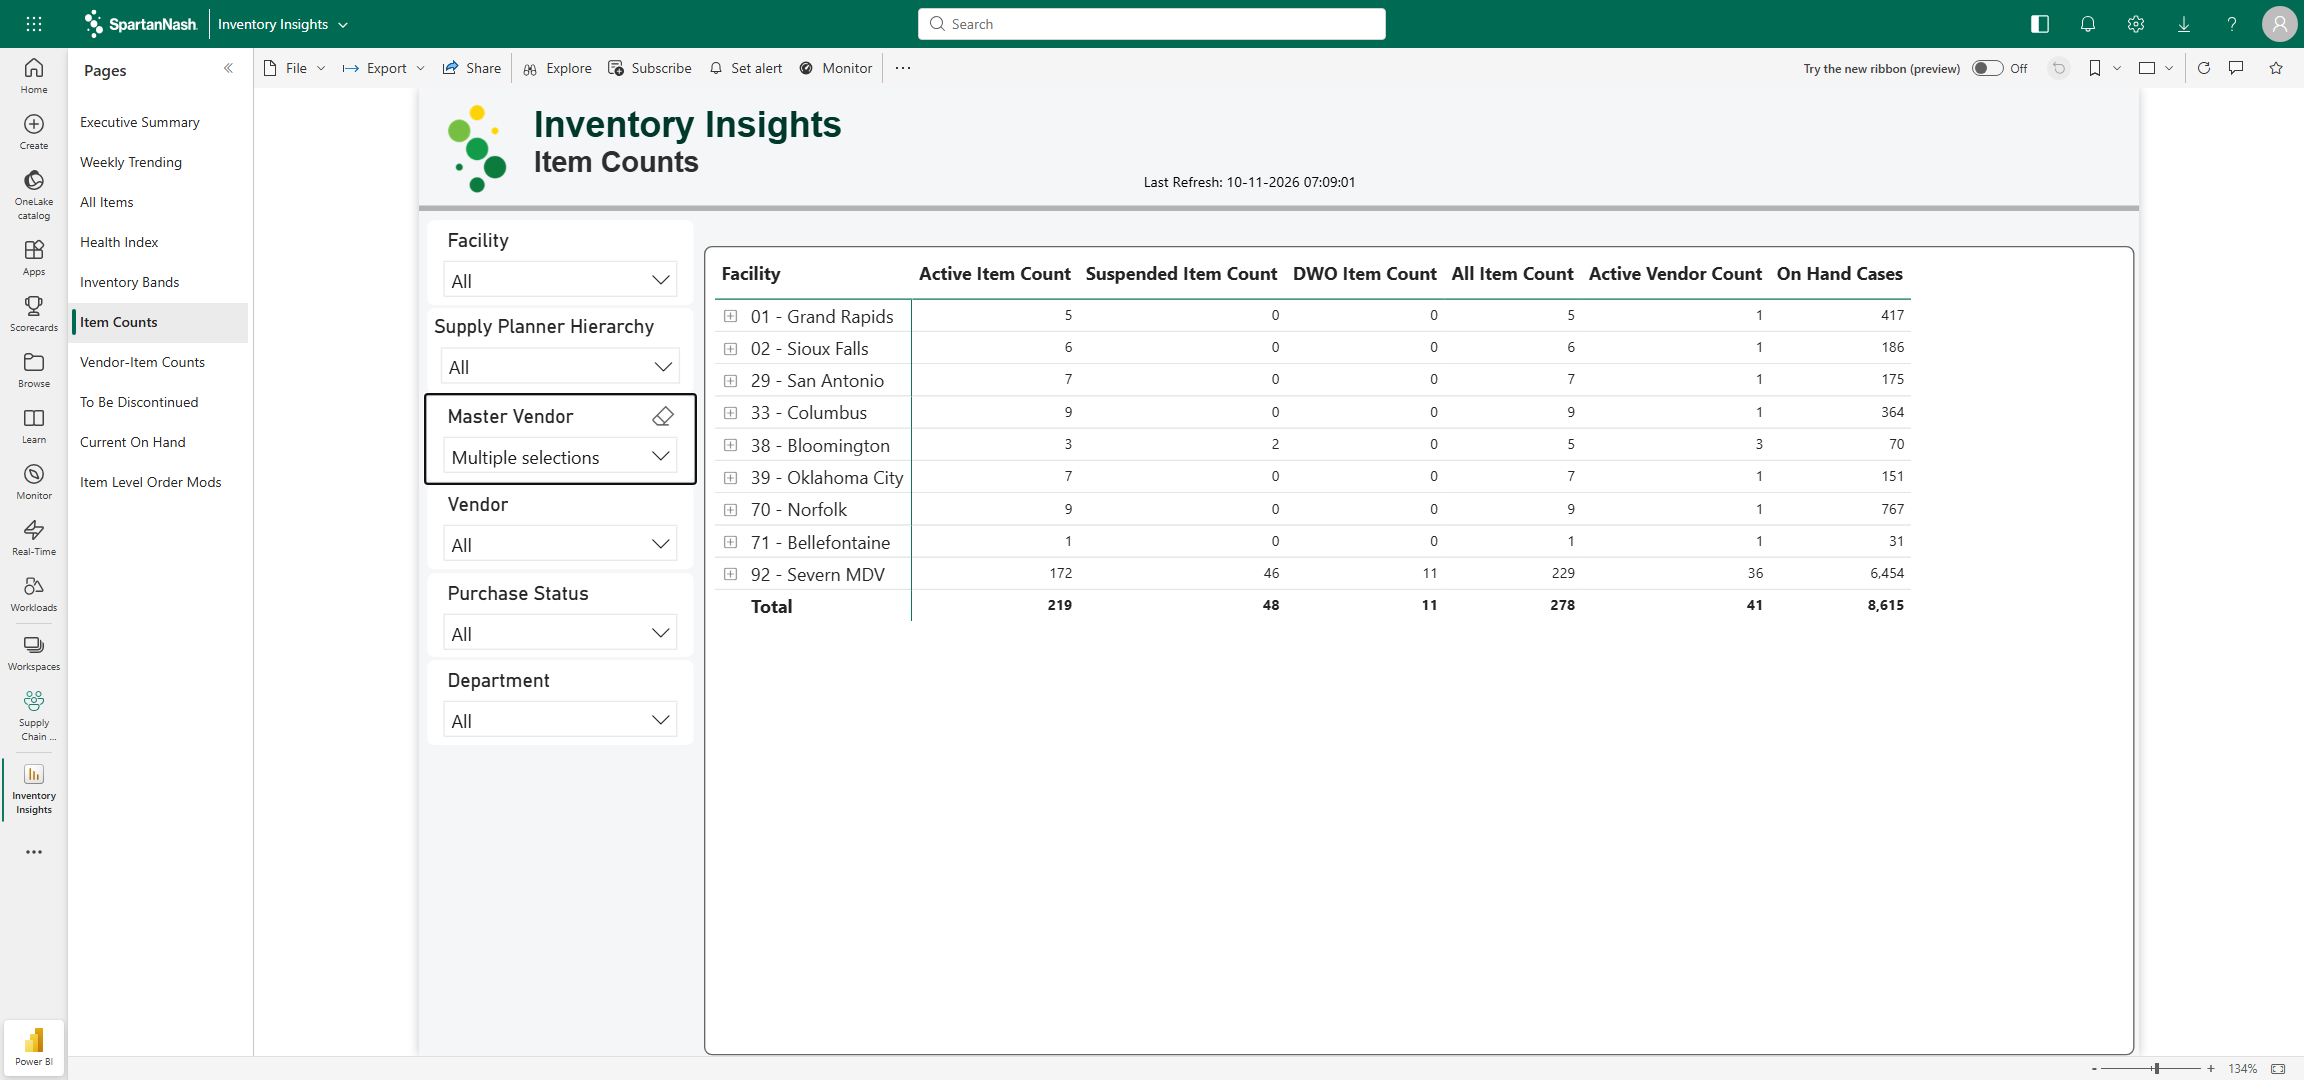 SpartanNash
Inventory Insights
Search
Home
Create
OneLake
catalog
Apps
Scorecards
Browse
Learn
Monitor
Real-Time
Workloads
Workspaces
Supply
Chain ...
Inventory
Insights
Power BI
Pages
Executive Summary
Weekly Trending
All Items
Health Index
Inventory Bands
Item Counts
Vendor-Item Counts
To Be Discontinued
Current On Hand
Item Level Order Mods
File Export Share Explore Subscribe Set alert Monitor Try the new ribbon (preview) Off
Inventory Insights
Item Counts
Last Refresh: 10-11-2026 07:09:01
Facility
All
Supply Planner Hierarchy
All
Master Vendor
Multiple selections
Vendor
All
Purchase Status
All
Department
All
Facility Active Item Count Suspended Item Count DWO Item Count All Item Count Active Vendor Count On Hand Cases
01 - Grand Rapids 5 0 0 5 1 417
02 - Sioux Falls 6 0 0 6 1 186
29 - San Antonio 7 0 0 7 1 175
33 - Columbus 9 0 0 9 1 364
38 - Bloomington 3 2 0 5 3 70
39 - Oklahoma City 7 0 0 7 1 151
70 - Norfolk 9 0 0 9 1 767
71 - Bellefontaine 1 0 0 1 1 31
92 - Severn MDV 172 46 11 229 36 6,454
Total 219 48 11 278 41 8,615
- + 134%